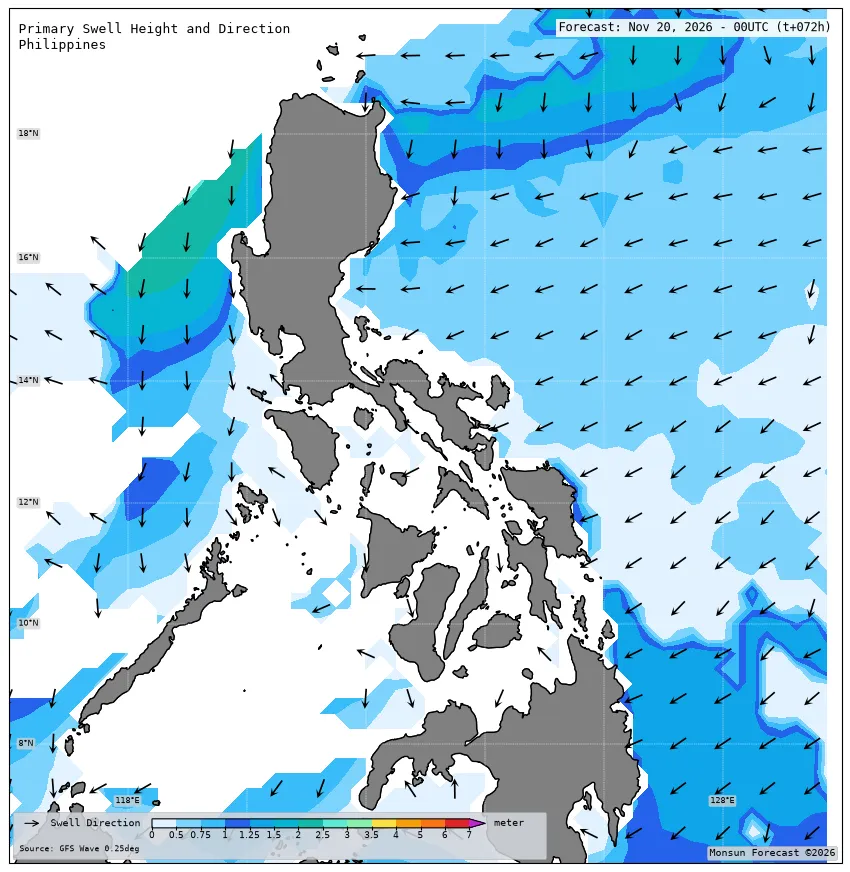 Primary Swell Height and Direction
Philippines
Forecast: Nov 20, 2026 - 00UTC (t+072h)
18°N
16°N
14°N
12°N
10°N
8°N
118°E
128°E
Swell Direction
meter
0 0.5 0.75 1 1.25 1.5 2 2.5 3 3.5 4 5 6 7
Source: GFS Wave 0.25deg
Monsun Forecast ©2026